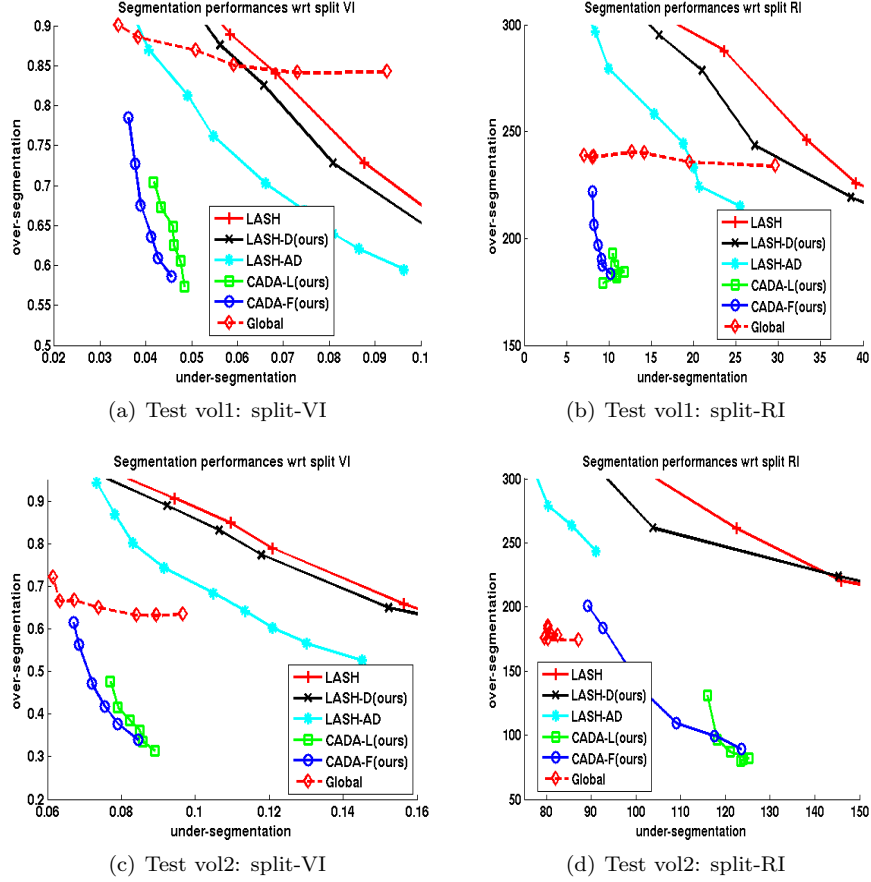 Segmentation performances wrt split VI
over-segmentation
0.9
0.85
0.8
0.75
0.7
0.65
0.6
0.55
0.5
LASH
LASH-D(ours)
LASH-AD
CADA-L(ours)
CADA-F(ours)
Global
0.02 0.03 0.04 0.05 0.06 0.07 0.08 0.09 0.1
under-segmentation
(a) Test vol1: split-VI
Segmentation performances wrt split RI
over-segmentation
300
250
200
150
LASH
LASH-D(ours)
LASH-AD
CADA-L(ours)
CADA-F(ours)
Global
0 5 10 15 20 25 30 35 40
under-segmentation
(b) Test vol1: split-RI
Segmentation performances wrt split VI
over-segmentation
0.9
0.8
0.7
0.6
0.5
0.4
0.3
0.2
LASH
LASH-D(ours)
LASH-AD
CADA-L(ours)
CADA-F(ours)
Global
0.06 0.08 0.1 0.12 0.14 0.16
under-segmentation
(c) Test vol2: split-VI
Segmentation performances wrt split RI
over-segmentation
300
250
200
150
100
50
LASH
LASH-D(ours)
LASH-AD
CADA-L(ours)
CADA-F(ours)
Global
80 90 100 110 120 130 140 150
under-segmentation
(d) Test vol2: split-RI